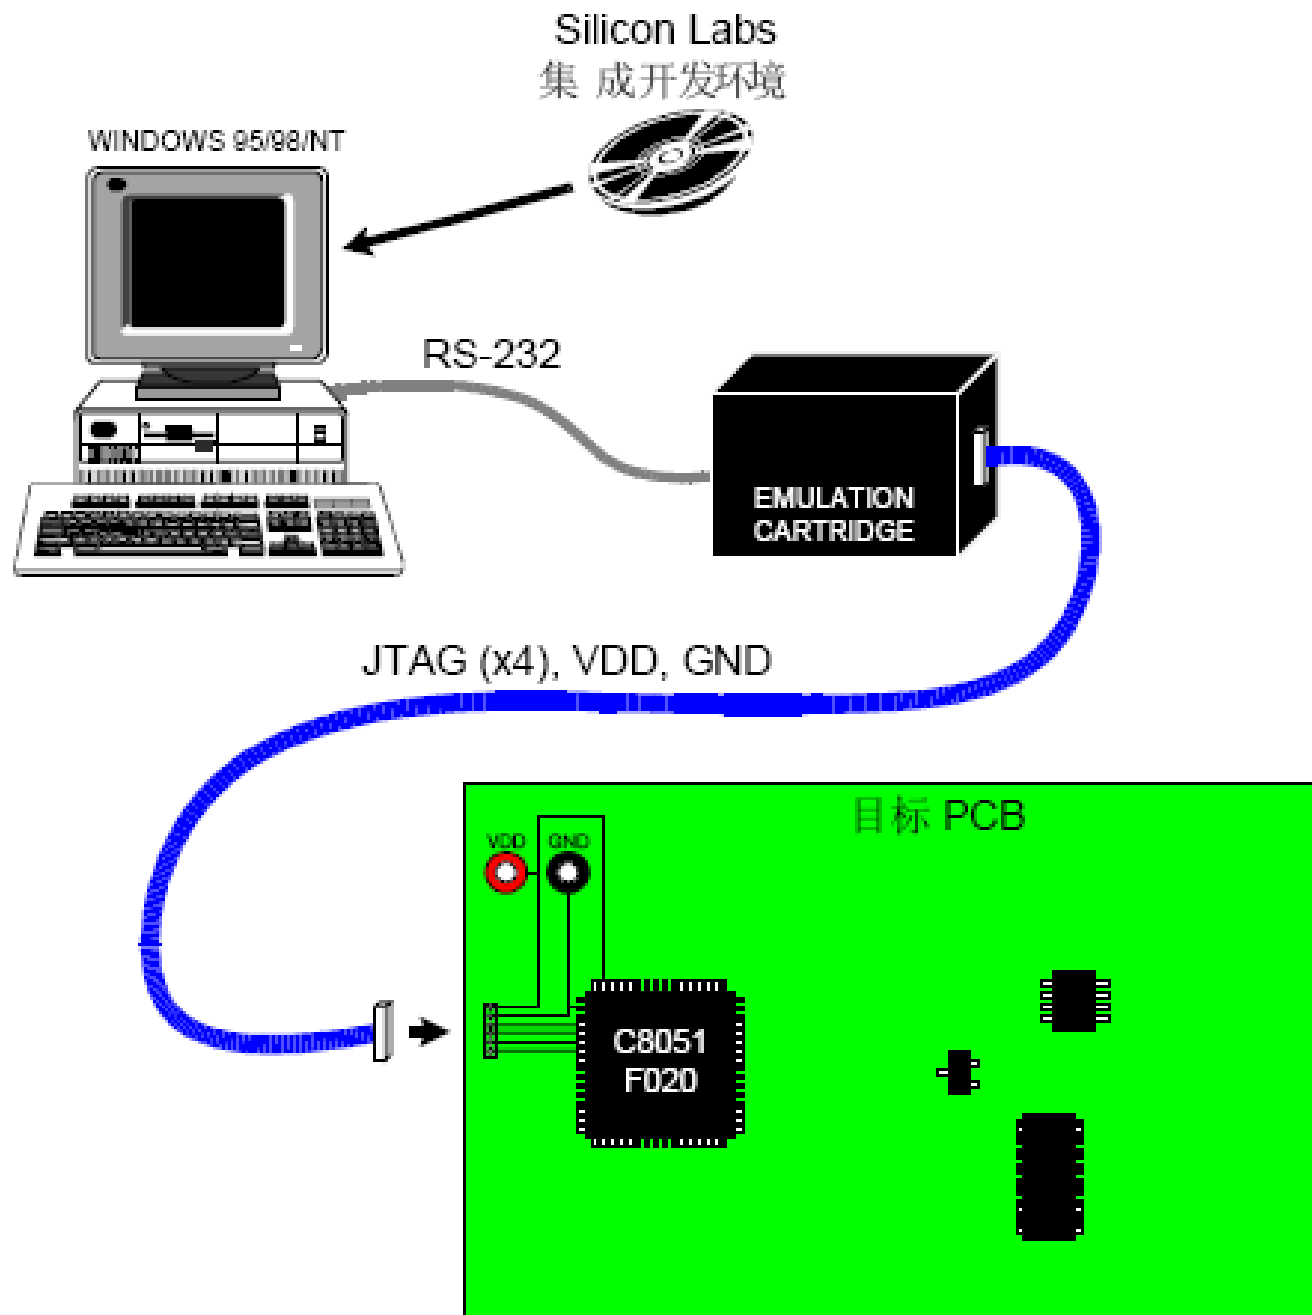 Silicon Labs
集 成开发环境
WINDOWS 95/98/NT
RS-232
EMULATION
CARTRIDGE
JTAG (x4), VDD, GND
目标 PCB
VDD
GND
C8051
F020